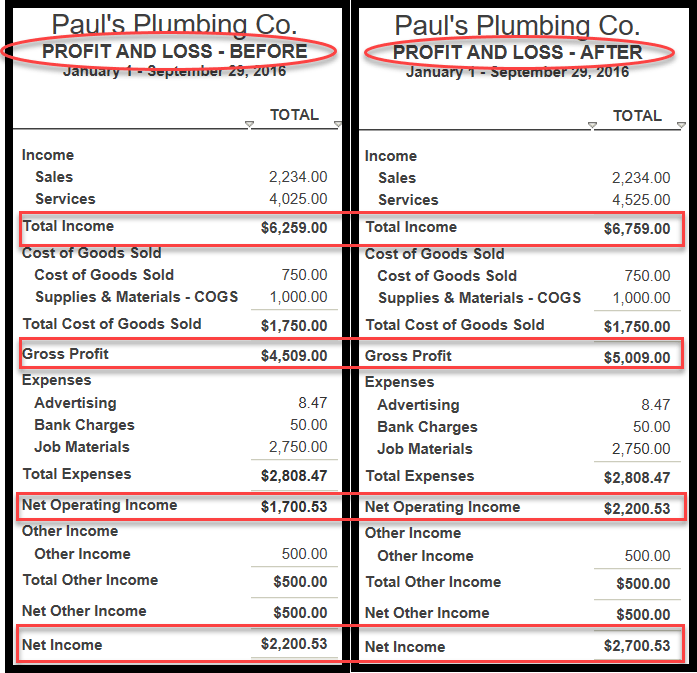 Paul's Plumbing Co.
PROFIT AND LOSS - BEFORE
January 1 - September 29, 2016
TOTAL
Income
Sales 2,234.00
Services 4,025.00
Total Income $6,259.00
Cost of Goods Sold
Cost of Goods Sold 750.00
Supplies & Materials - COGS 1,000.00
Total Cost of Goods Sold $1,750.00
Gross Profit $4,509.00
Expenses
Advertising 8.47
Bank Charges 50.00
Job Materials 2,750.00
Total Expenses $2,808.47
Net Operating Income $1,700.53
Other Income
Other Income 500.00
Total Other Income $500.00
Net Other Income $500.00
Net Income $2,200.53
Paul's Plumbing Co.
PROFIT AND LOSS - AFTER
January 1 - September 29, 2016
TOTAL
Income
Sales 2,234.00
Services 4,525.00
Total Income $6,759.00
Cost of Goods Sold
Cost of Goods Sold 750.00
Supplies & Materials - COGS 1,000.00
Total Cost of Goods Sold $1,750.00
Gross Profit $5,009.00
Expenses
Advertising 8.47
Bank Charges 50.00
Job Materials 2,750.00
Total Expenses $2,808.47
Net Operating Income $2,200.53
Other Income
Other Income 500.00
Total Other Income $500.00
Net Other Income $500.00
Net Income $2,700.53